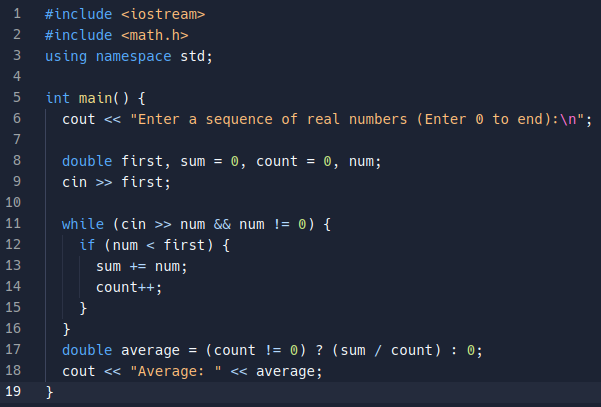 1 #include <iostream>
2 #include <math.h>
3 using namespace std;
4
5 int main() {
6   cout << "Enter a sequence of real numbers (Enter 0 to end):\n";
7
8   double first, sum = 0, count = 0, num;
9   cin >> first;
10
11   while (cin >> num && num != 0) {
12     if (num < first) {
13       sum += num;
14       count++;
15     }
16   }
17   double average = (count != 0) ? (sum / count) : 0;
18   cout << "Average: " << average;
19 }